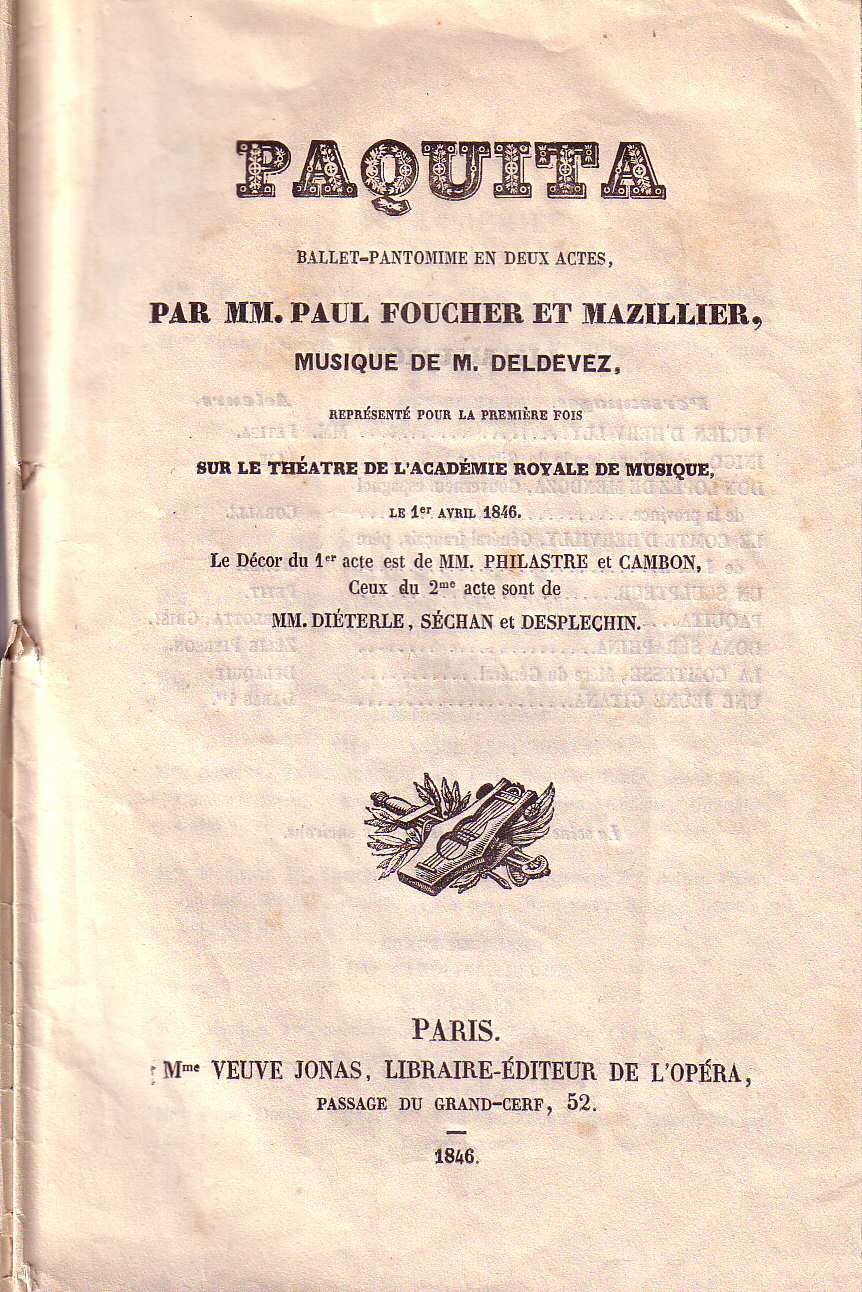 PAQUITA
BALLET-PANTOMIME EN DEUX ACTES,
PAR MM. PAUL FOUCHER ET MAZILLIER,
MUSIQUE DE M. DELDEVEZ,
REPRÉSENTÉ POUR LA PREMIÈRE FOIS
SUR LE THÉATRE DE L'ACADÉMIE ROYALE DE MUSIQUE,
LE 1er AVRIL 1846.
Le Décor du 1er acte est de MM. PHILASTRE et CAMBON,
Ceux du 2me acte sont de
MM. DIÉTERLE, SÉCHAN et DESPLECHIN.
PARIS.
Mme VEUVE JONAS, LIBRAIRE-ÉDITEUR DE L'OPÉRA,
PASSAGE DU GRAND-CERF, 52.
1846.